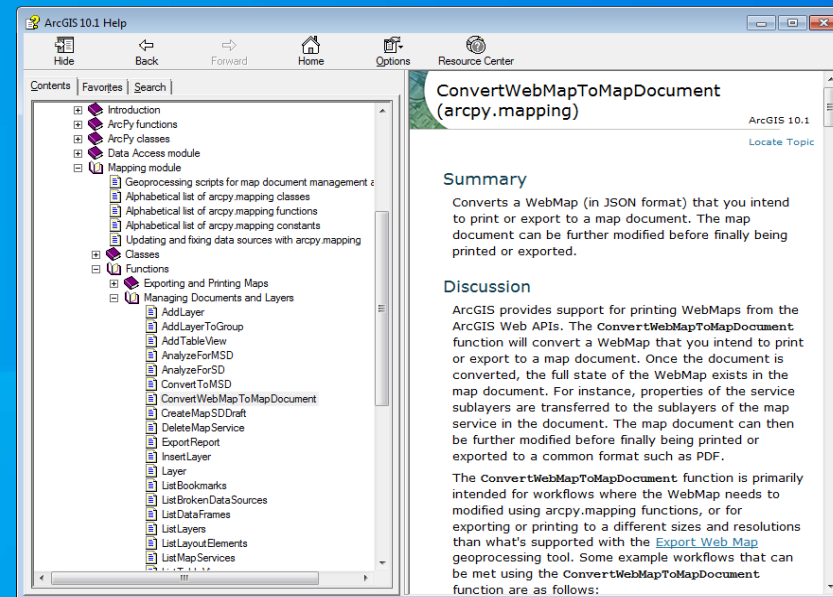 ArcGIS 10.1 Help
Hide
Back
Forward
Home
Options
Resource Center
Contents
Favorites
Search
Introduction
ArcPy functions
ArcPy classes
Data Access module
Mapping module
Geoprocessing scripts for map document management a
Alphabetical list of arcpy.mapping classes
Alphabetical list of arcpy.mapping functions
Alphabetical list of arcpy.mapping constants
Updating and fixing data sources with arcpy.mapping
Classes
Functions
Exporting and Printing Maps
Managing Documents and Layers
AddLayer
AddLayerToGroup
AddTableView
AnalyzeForMSD
AnalyzeForSD
ConvertToMSD
ConvertWebMapToMapDocument
CreateMapSDDraft
DeleteMapService
ExportReport
InsertLayer
Layer
ListBookmarks
ListBrokenDataSources
ListDataFrames
ListLayers
ListLayoutElements
ListMapServices
ConvertWebMapToMapDocument
(arcpy.mapping)
ArcGIS 10.1
Locate Topic
Summary
Converts a WebMap (in JSON format) that you intend
to print or export to a map document. The map
document can be further modified before finally being
printed or exported.
Discussion
ArcGIS provides support for printing WebMaps from the
ArcGIS Web APIs. The ConvertWebMapToMapDocument
function will convert a WebMap that you intend to print
or export to a map document. Once the document is
converted, the full state of the WebMap exists in the
map document. For instance, properties of the service
sublayers are transferred to the sublayers of the map
service in the document. The map document can then
be further modified before finally being printed or
exported to a common format such as PDF.
The ConvertWebMapToMapDocument function is primarily
intended for workflows where the WebMap needs to
modified using arcpy.mapping functions, or for
exporting or printing to a different sizes and resolutions
than what's supported with the Export Web Map
geoprocessing tool. Some example workflows that can
be met using the ConvertWebMapToMapDocument
function are as follows: